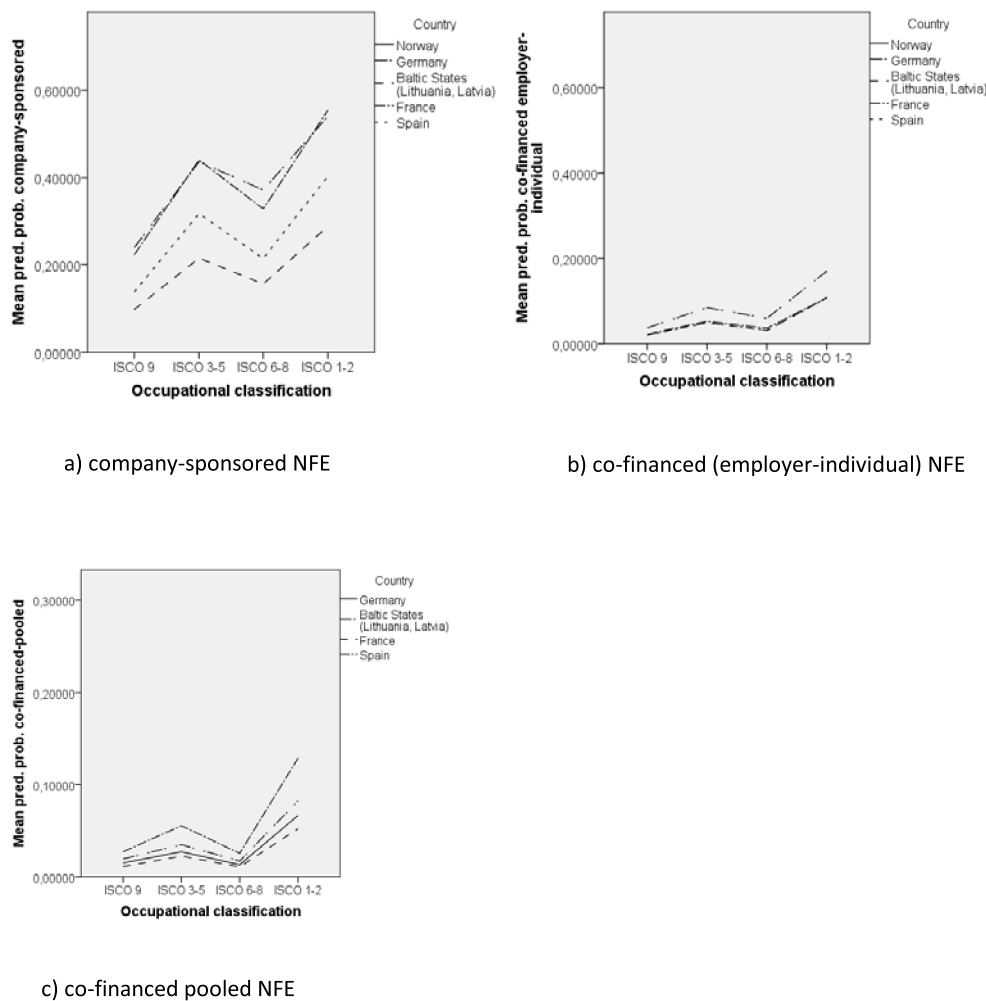 Mean pred. prob. company-sponsored
0,60000
0,40000
0,20000
0,00000
ISCO 9 ISCO 3-5 ISCO 6-8 ISCO 1-2
Occupational classification
Country
Norway
Germany
Baltic States
(Lithuania, Latvia)
France
Spain
a) company-sponsored NFE
Mean pred. prob. co-financed employer-
individual
0,60000
0,40000
0,20000
0,00000
ISCO 9 ISCO 3-5 ISCO 6-8 ISCO 1-2
Occupational classification
Country
Norway
Germany
Baltic States
(Lithuania, Latvia)
France
Spain
b) co-financed (employer-individual) NFE
Mean pred. prob. co-financed-pooled
0,30000
0,20000
0,10000
0,00000
ISCO 9 ISCO 3-5 ISCO 6-8 ISCO 1-2
Occupational classification
Country
Germany
Baltic States
(Lithuania, Latvia)
France
Spain
c) co-financed pooled NFE